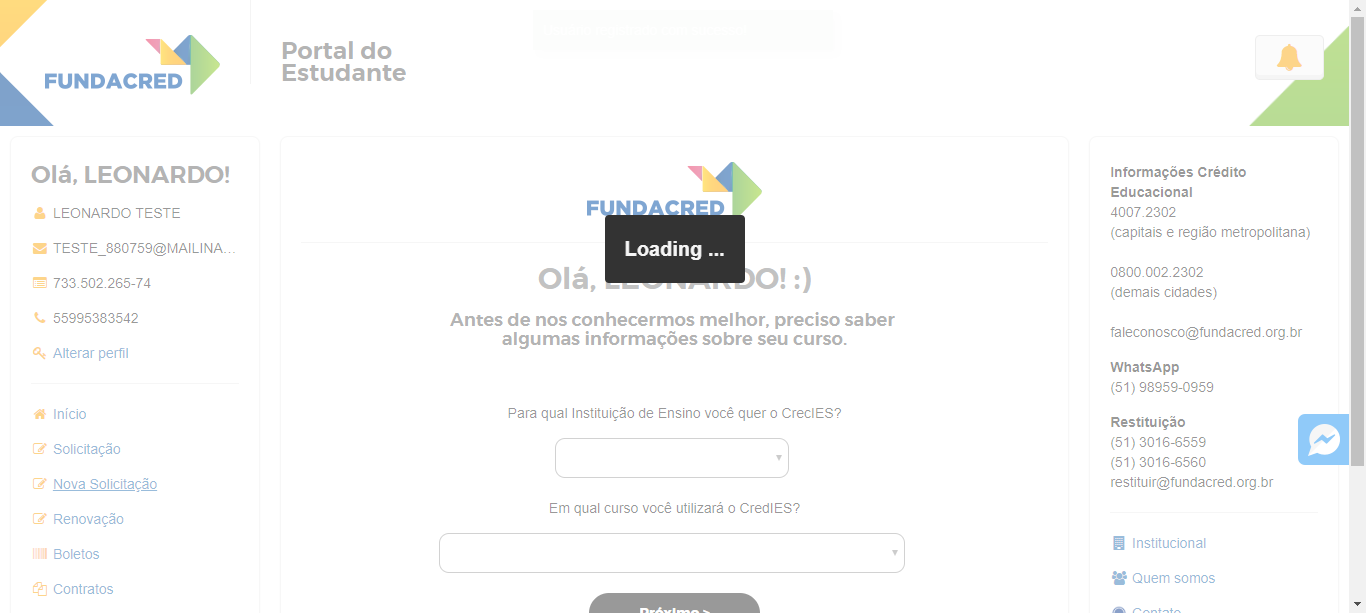 FUNDACRED
Portal do
Estudante
Olá, LEONARDO!
LEONARDO TESTE
TESTE_880759@MAILINA...
733.502.265-74
55995383542
Alterar perfil
Início
Solicitação
Nova Solicitação
Renovação
Boletos
Contratos
FUNDACRED
Loading ...
Olá, LEONARDO! :)
Antes de nos conhecermos melhor, preciso saber
algumas informações sobre seu curso.
Para qual Instituição de Ensino você quer o CrecIES?
Em qual curso você utilizará o CredIES?
Próximo >
Informações Crédito
Educacional
4007.2302
(capitais e região metropolitana)
0800.002.2302
(demais cidades)
faleconosco@fundacred.org.br
WhatsApp
(51) 98959-0959
Restituição
(51) 3016-6559
(51) 3016-6560
restituir@fundacred.org.br
Institucional
Quem somos
Contato